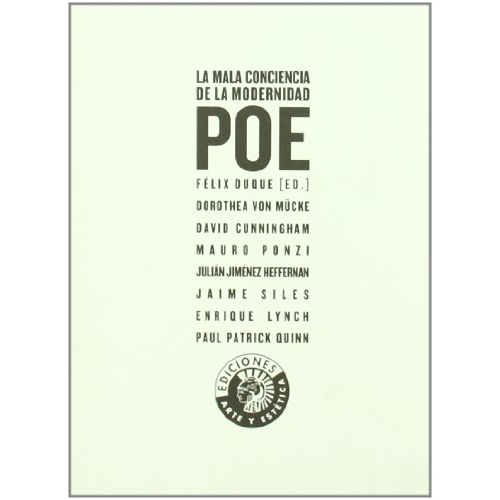 LA MALA CONCIENCIA
DE LA MODERNIDAD
POE
FÉLIX DUQUE [ED.]
DOROTHEA VON MÜCKE
DAVID CUNNINGHAM
MAURO PONZI
JULIÁN JIMÉNEZ HEFFERNAN
JAIME SILES
ENRIQUE LYNCH
PAUL PATRICK QUINN
EDICIONES
ARTE Y ESTÉTICA